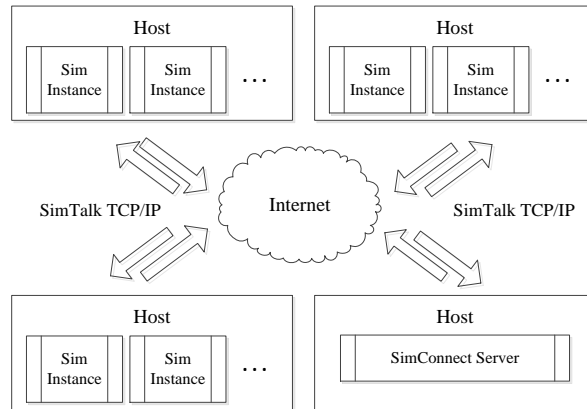 Host
Sim Instance
Sim Instance
...
Host
Sim Instance
Sim Instance
...
SimTalk TCP/IP
Internet
SimTalk TCP/IP
Host
Sim Instance
Sim Instance
...
Host
SimConnect Server